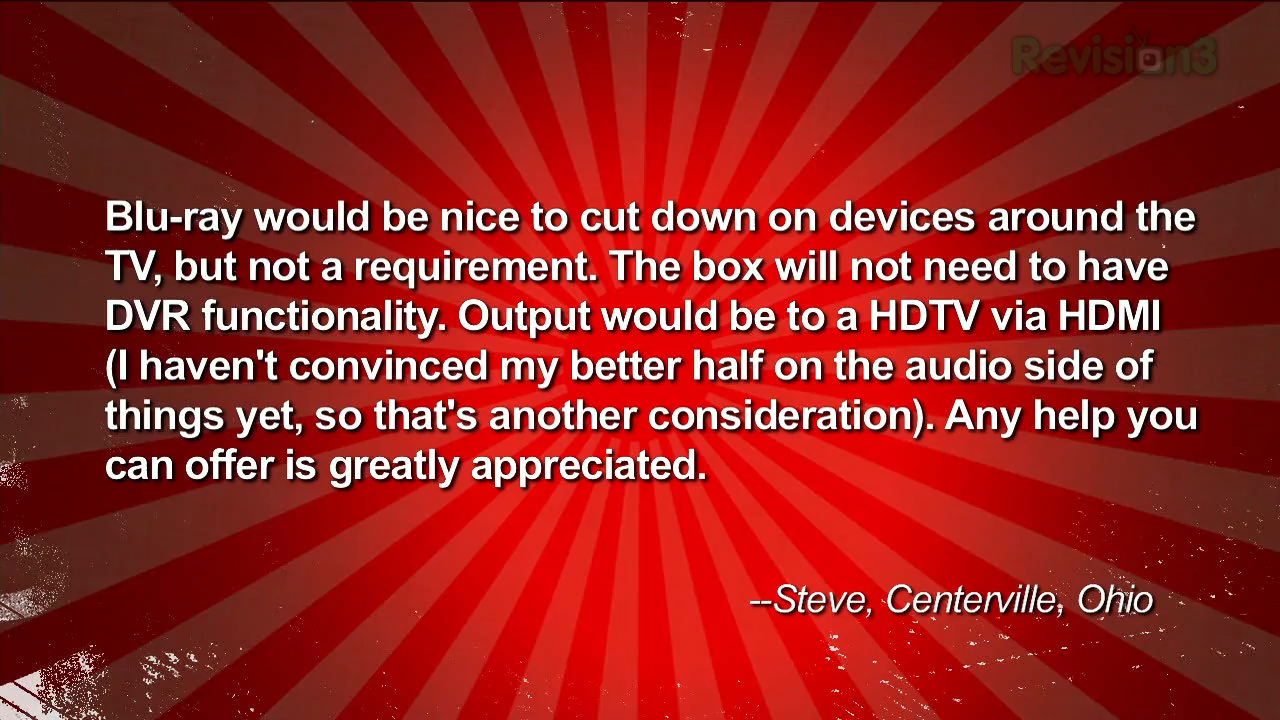 Revision3
Blu-ray would be nice to cut down on devices around the
TV, but not a requirement. The box will not need to have
DVR functionality. Output would be to a HDTV via HDMI
(I haven't convinced my better half on the audio side of
things yet, so that's another consideration). Any help you
can offer is greatly appreciated.
--Steve, Centerville, Ohio